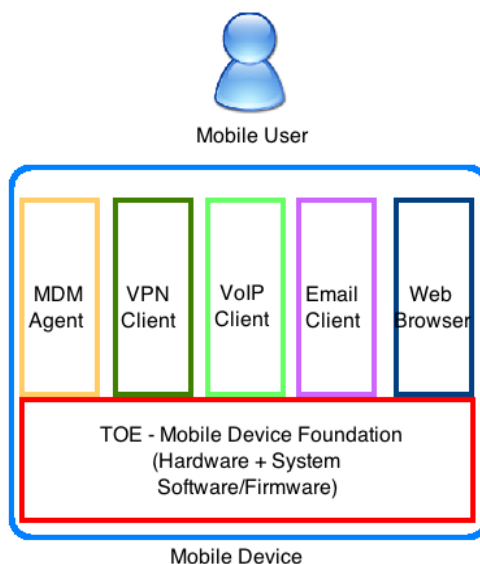 Mobile User
MDM
Agent
VPN
Client
VoIP
Client
Email
Client
Web
Browser
TOE - Mobile Device Foundation
(Hardware + System
Software/Firmware)
Mobile Device